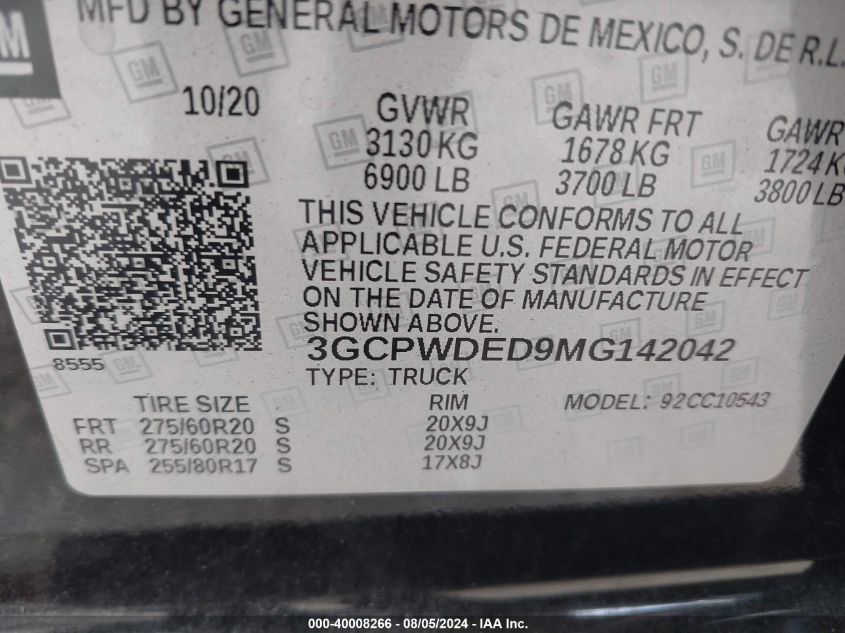 GM
MFD BY GENERAL MOTORS DE MEXICO, S. DE R.L.
10/20 GVWR GAWR FRT GAWR
3130 KG 1678 KG 1724 KG
6900 LB 3700 LB 3800 LB
THIS VEHICLE CONFORMS TO ALL
APPLICABLE U.S. FEDERAL MOTOR
VEHICLE SAFETY STANDARDS IN EFFECT
ON THE DATE OF MANUFACTURE
SHOWN ABOVE.
8555 3GCPWDED9MG142042
TYPE: TRUCK
TIRE SIZE RIM MODEL: 92CC10543
FRT 275/60R20 S 20X9J
RR 275/60R20 S 20X9J
SPA 255/80R17 S 17X8J
000-40008266 - 08/05/2024 - IAA Inc.